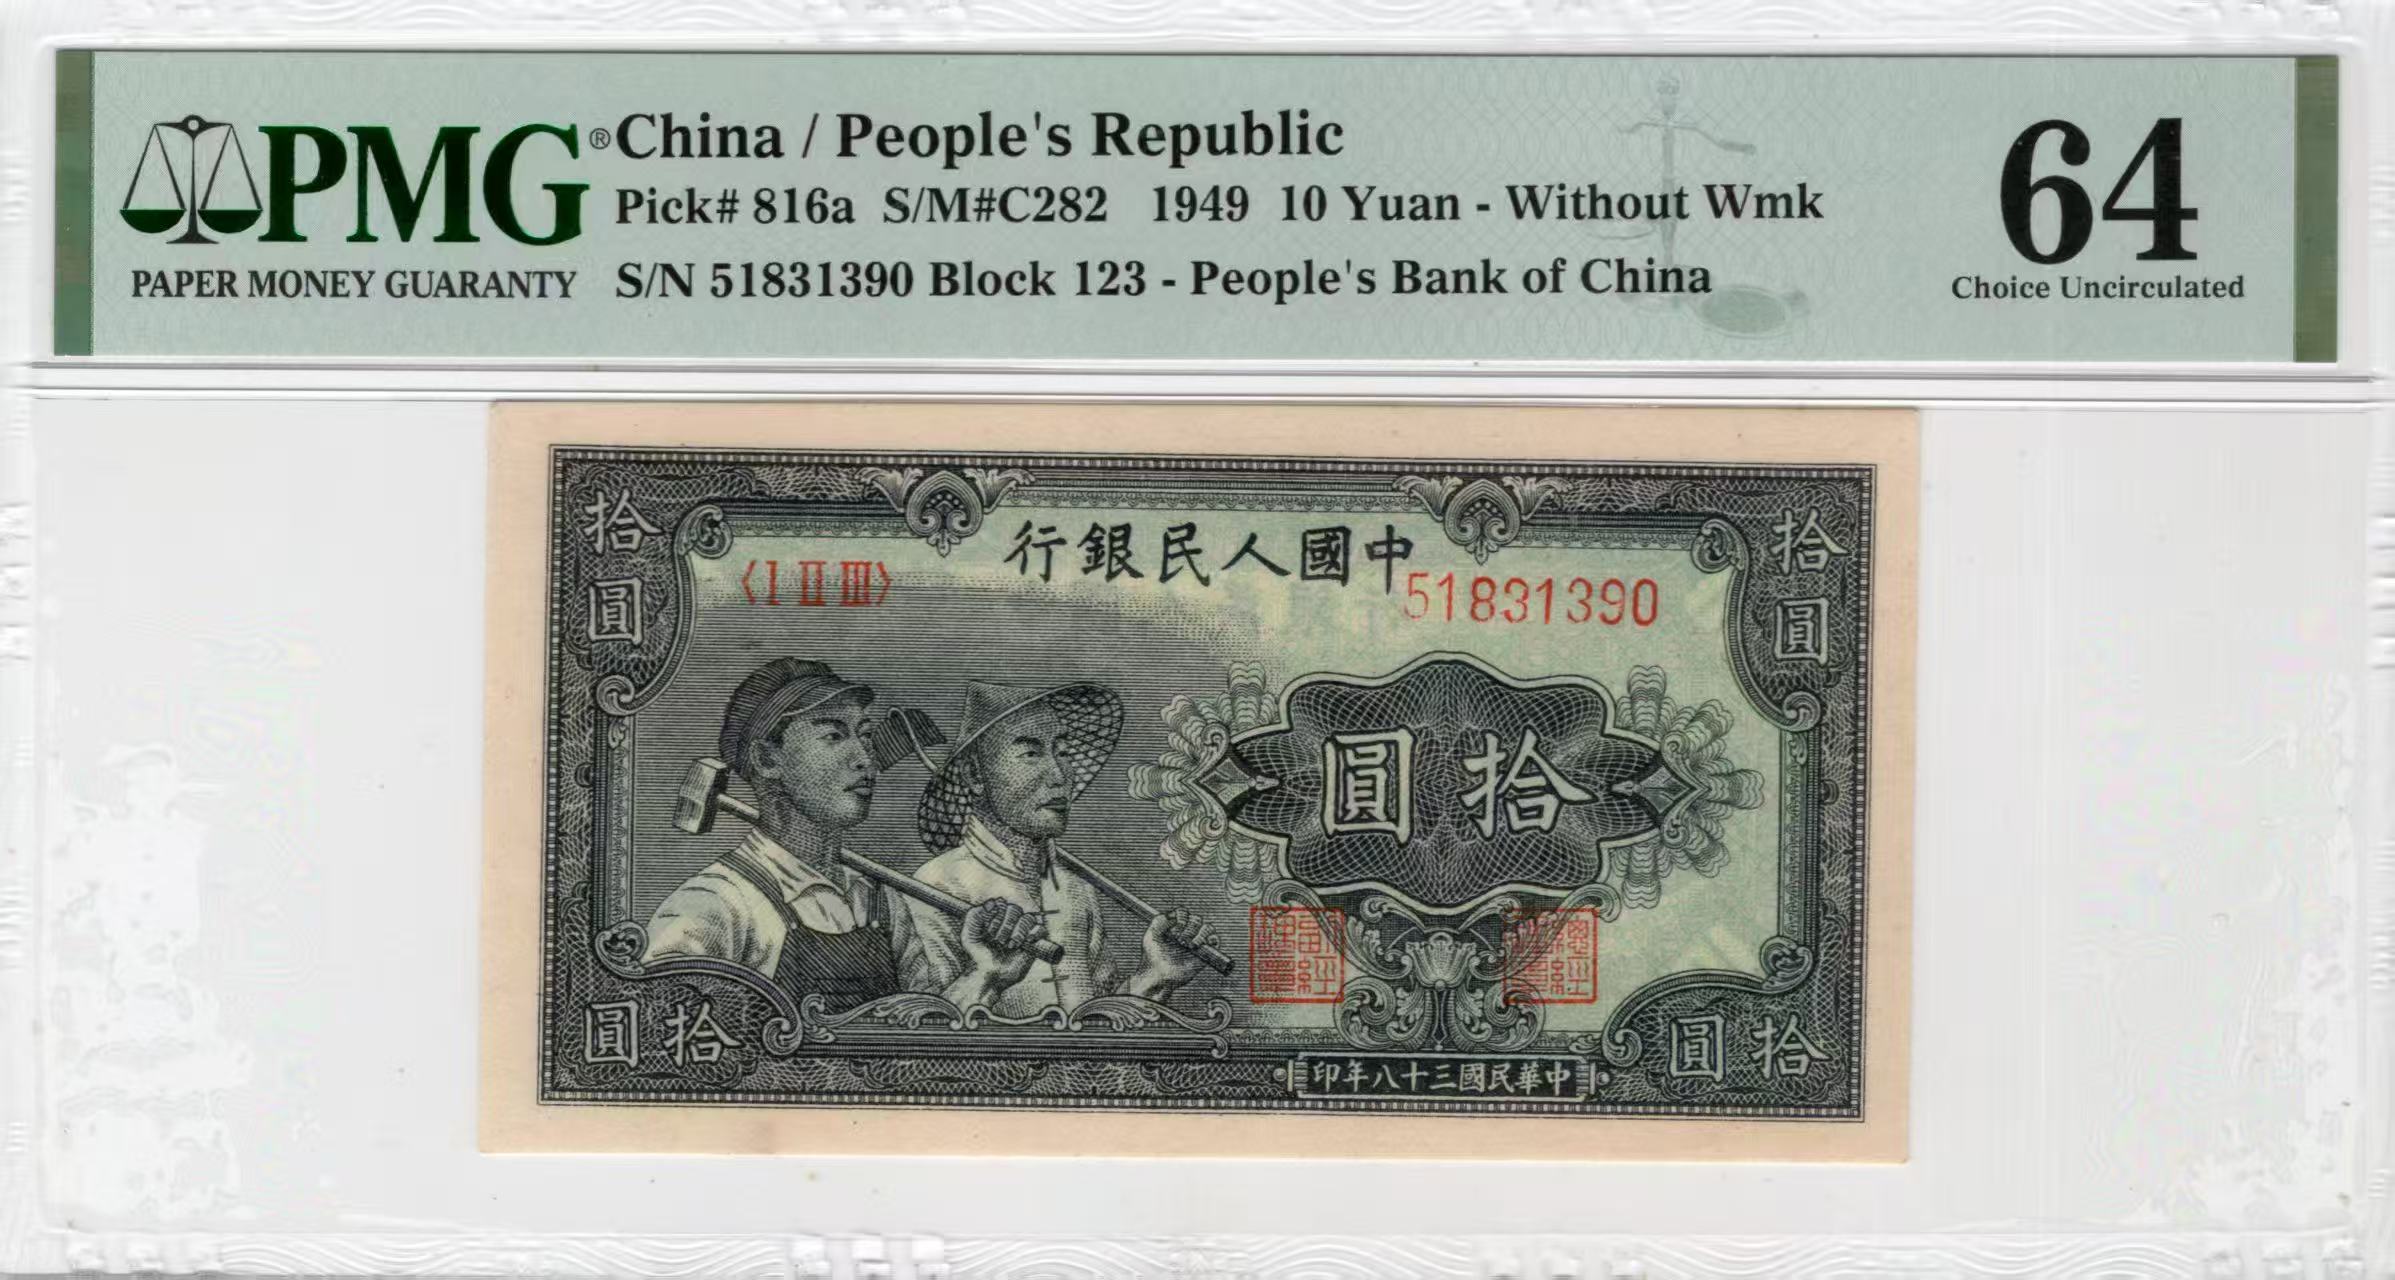 PMG®
PAPER MONEY GUARANTY
China / People's Republic
Pick# 816a S/M#C282 1949 10 Yuan - Without Wmk
S/N 51831390 Block 123 - People's Bank of China
64
Choice Uncirculated
行銀民人國中
〈I II III〉
51831390
拾圓
拾圓
圓拾
圓拾
圓拾
印年八十三國民華中